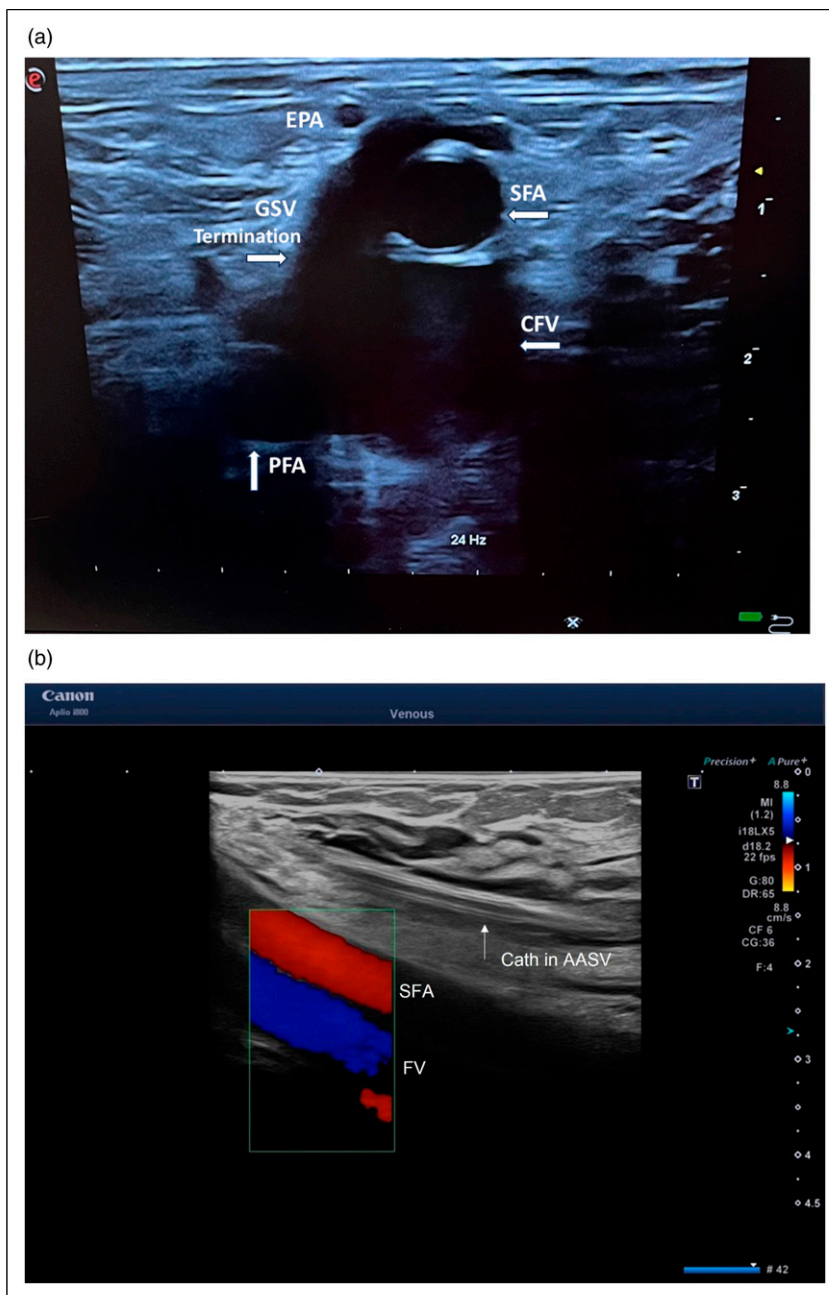 (a)
e
EPA
GSV
Termination
SFA
CFV
PFA
1
2
3
24 Hz
(b)
Canon
Aplio i800
Venous
Precision+ A Pure+
T
8.8
0
MI
(1.2)
i18LX5
d18.2
22 fps
G:80
DR:65
8.8
cm/s
CF 6
CG:36
F:4
1
2
3
4
4.5
Cath in AASV
SFA
FV
# 42